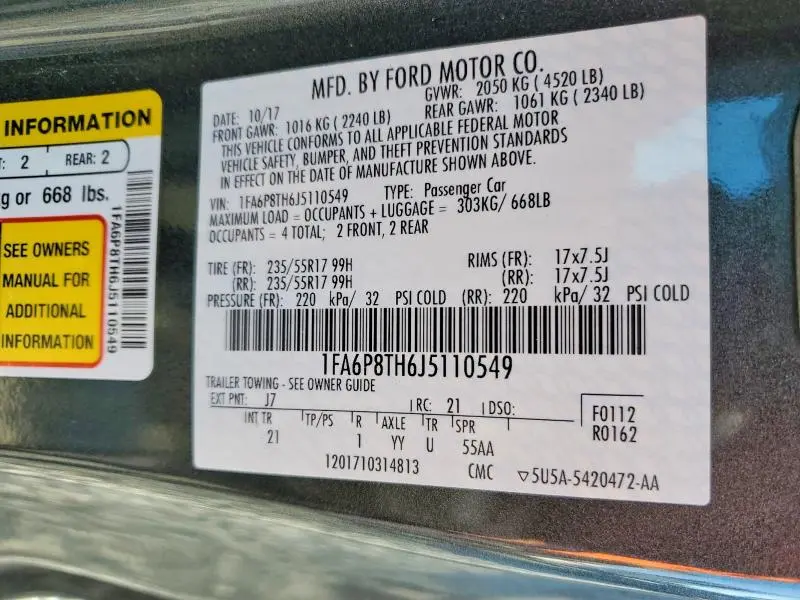 INFORMATION
: 2 REAR: 2
g or 668 lbs.
SEE OWNERS
MANUAL FOR
ADDITIONAL
INFORMATION
1FA6P8TH6J5110549
MFD. BY FORD MOTOR CO.
DATE: 10/17 GVWR: 2050 KG ( 4520 LB)
FRONT GAWR: 1016 KG ( 2240 LB) REAR GAWR: 1061 KG ( 2340 LB)
THIS VEHICLE CONFORMS TO ALL APPLICABLE FEDERAL MOTOR
VEHICLE SAFETY, BUMPER, AND THEFT PREVENTION STANDARDS
IN EFFECT ON THE DATE OF MANUFACTURE SHOWN ABOVE.
VIN: 1FA6P8TH6J5110549 TYPE: Passenger Car
MAXIMUM LOAD = OCCUPANTS + LUGGAGE = 303KG/ 668LB
OCCUPANTS = 4 TOTAL; 2 FRONT, 2 REAR
TIRE (FR): 235/55R17 99H RIMS (FR): 17x7.5J
(RR): 235/55R17 99H (RR): 17x7.5J
PRESSURE (FR): 220 kPa/ 32 PSI COLD (RR): 220 kPa/ 32 PSI COLD
1FA6P8TH6J5110549
TRAILER TOWING - SEE OWNER GUIDE
EXT PNT: J7 RC: 21 DSO: F0112
INT TR TP/PS R AXLE TR SPR R0162
21 1 YY U 55AA
1201710314813 CMC ▽5U5A-5420472-AA